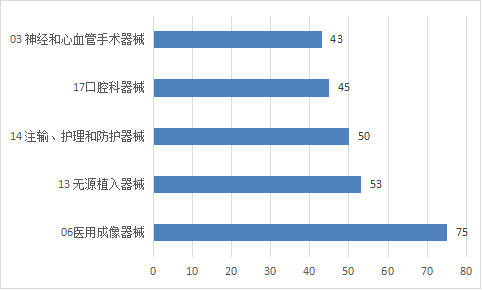 03 神经和心血管手术器械 43
17口腔科器械 45
14 注输、护理和防护器械 50
13 无源植入器械 53
06医用成像器械 75
0 10 20 30 40 50 60 70 80